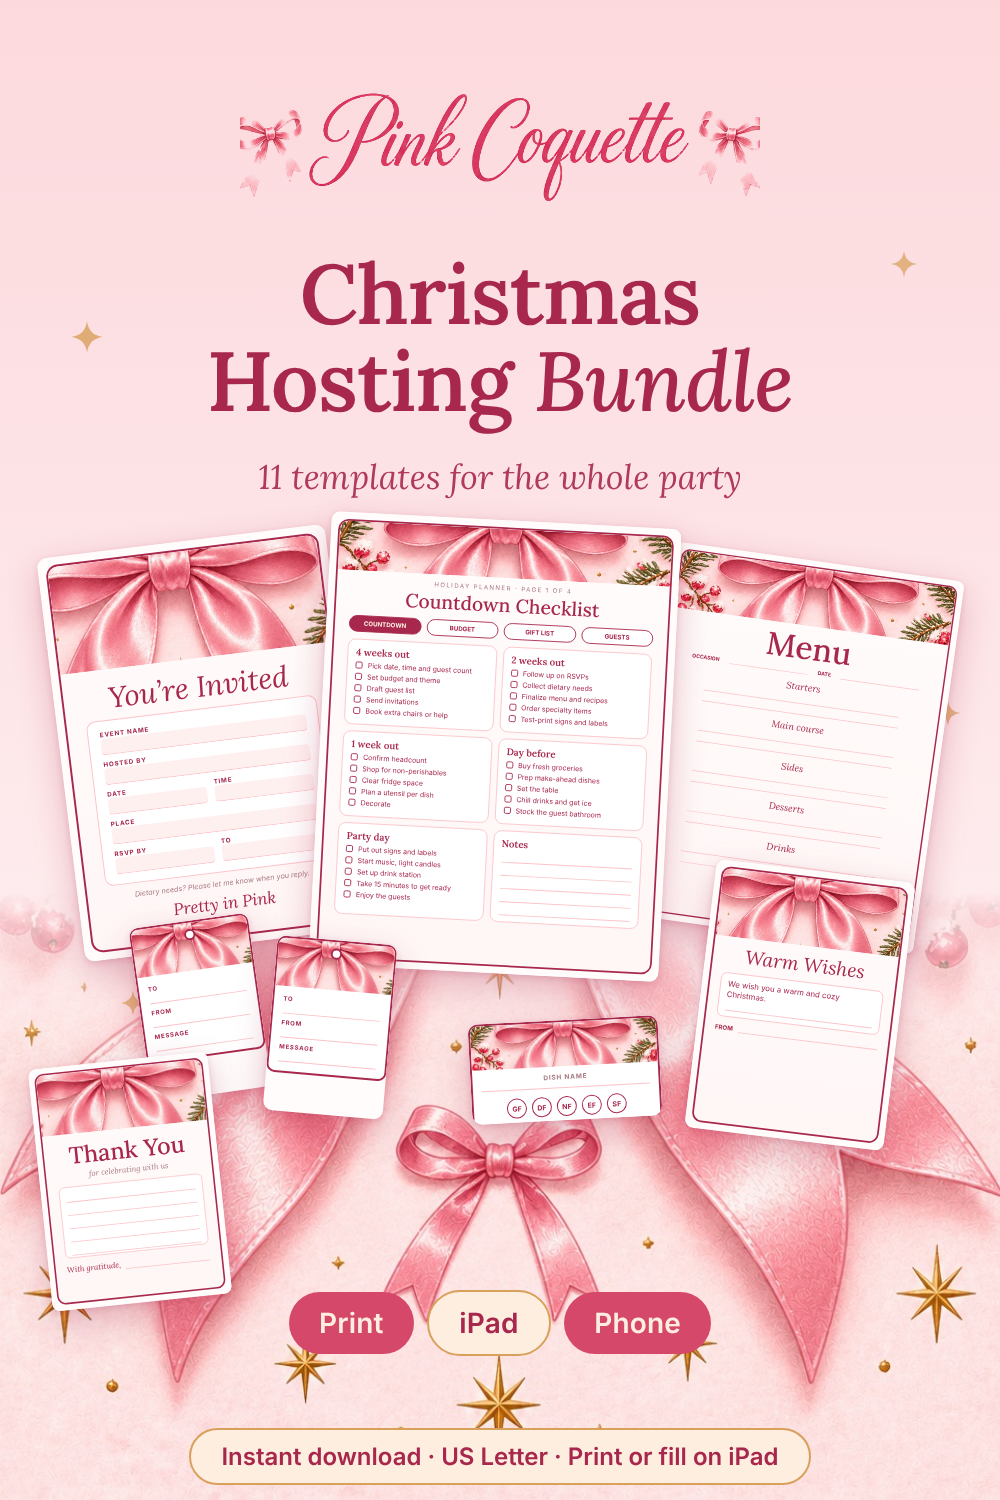 Pink Coquette
Christmas
Hosting Bundle
11 templates for the whole party
You're Invited
EVENT NAME
HOSTED BY
DATE
TIME
PLACE
RSVP BY
TO
Dietary needs? Please let me know when you reply.
Pretty in Pink
HOLIDAY PLANNER · PAGE 1 OF 4
Countdown Checklist
COUNTDOWN
BUDGET
GIFT LIST
GUESTS
4 weeks out
Pick date, time and guest count
Set budget and theme
Draft guest list
Send invitations
Book extra chairs or help
2 weeks out
Follow up on RSVPs
Collect dietary needs
Finalize menu and recipes
Order specialty items
Test-print signs and labels
1 week out
Confirm headcount
Shop for non-perishables
Clear fridge space
Plan a utensil per dish
Decorate
Day before
Buy fresh groceries
Prep make-ahead dishes
Set the table
Chill drinks and get ice
Stock the guest bathroom
Party day
Put out signs and labels
Start music, light candles
Set up drink station
Take 15 minutes to get ready
Enjoy the guests
Notes
Menu
OCCASION
DATE
Starters
Main course
Sides
Desserts
Drinks
TO
FROM
MESSAGE
TO
FROM
MESSAGE
Warm Wishes
We wish you a warm and cozy
Christmas.
FROM
DISH NAME
GF DF NF EF SF
Thank You
for celebrating with us
With gratitude,
Print
iPad
Phone
Instant download · US Letter · Print or fill on iPad